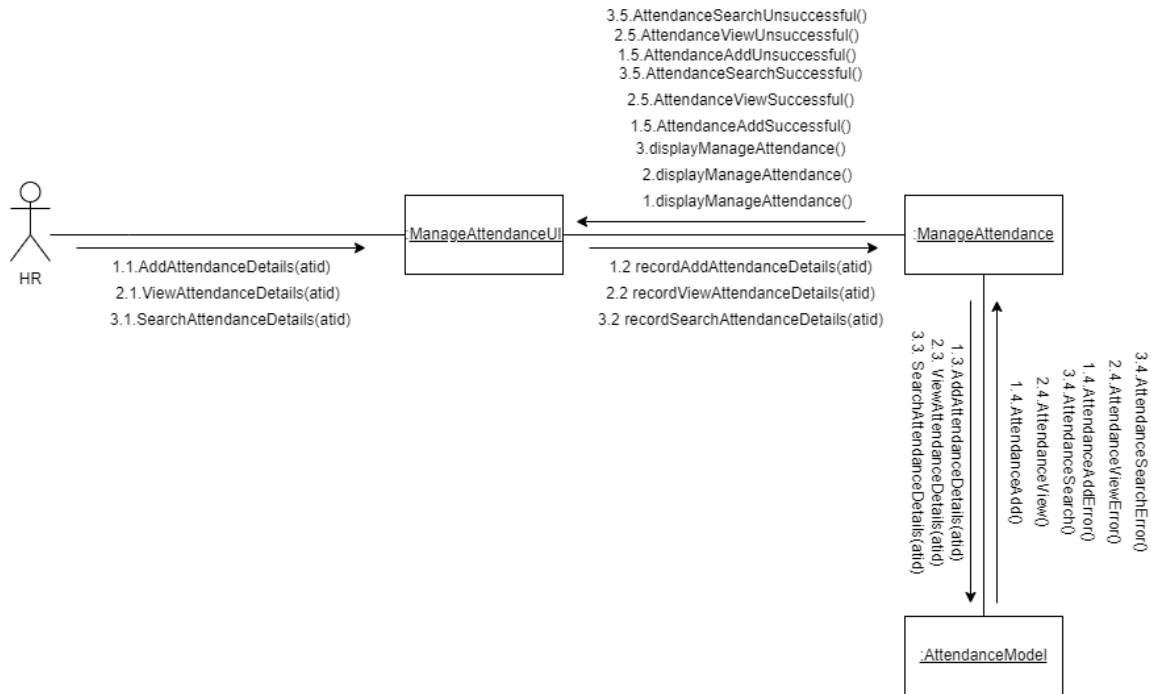 3.5.AttendanceSearchUnsuccessful()
2.5.AttendanceViewUnsuccessful()
1.5.AttendanceAddUnsuccessful()
3.5.AttendanceSearchSuccessful()
2.5.AttendanceViewSuccessful()
1.5.AttendanceAddSuccessful()
3.displayManageAttendance()
2.displayManageAttendance()
1.displayManageAttendance()
HR
:ManageAttendanceUI
:ManageAttendance
1.1.AddAttendanceDetails(atid)
2.1.ViewAttendanceDetails(atid)
3.1.SearchAttendanceDetails(atid)
1.2 recordAddAttendanceDetails(atid)
2.2 recordViewAttendanceDetails(atid)
3.2 recordSearchAttendanceDetails(atid)
1.3.AddAttendanceDetails(atid)
2.3. ViewAttendanceDetails(atid)
3.3. SearchAttendanceDetails(atid)
3.4.AttendanceSearchError()
2.4.AttendanceViewError()
1.4.AttendanceAddError()
3.4.AttendanceSearch()
2.4.AttendanceView()
1.4.AttendanceAdd()
:AttendanceModel